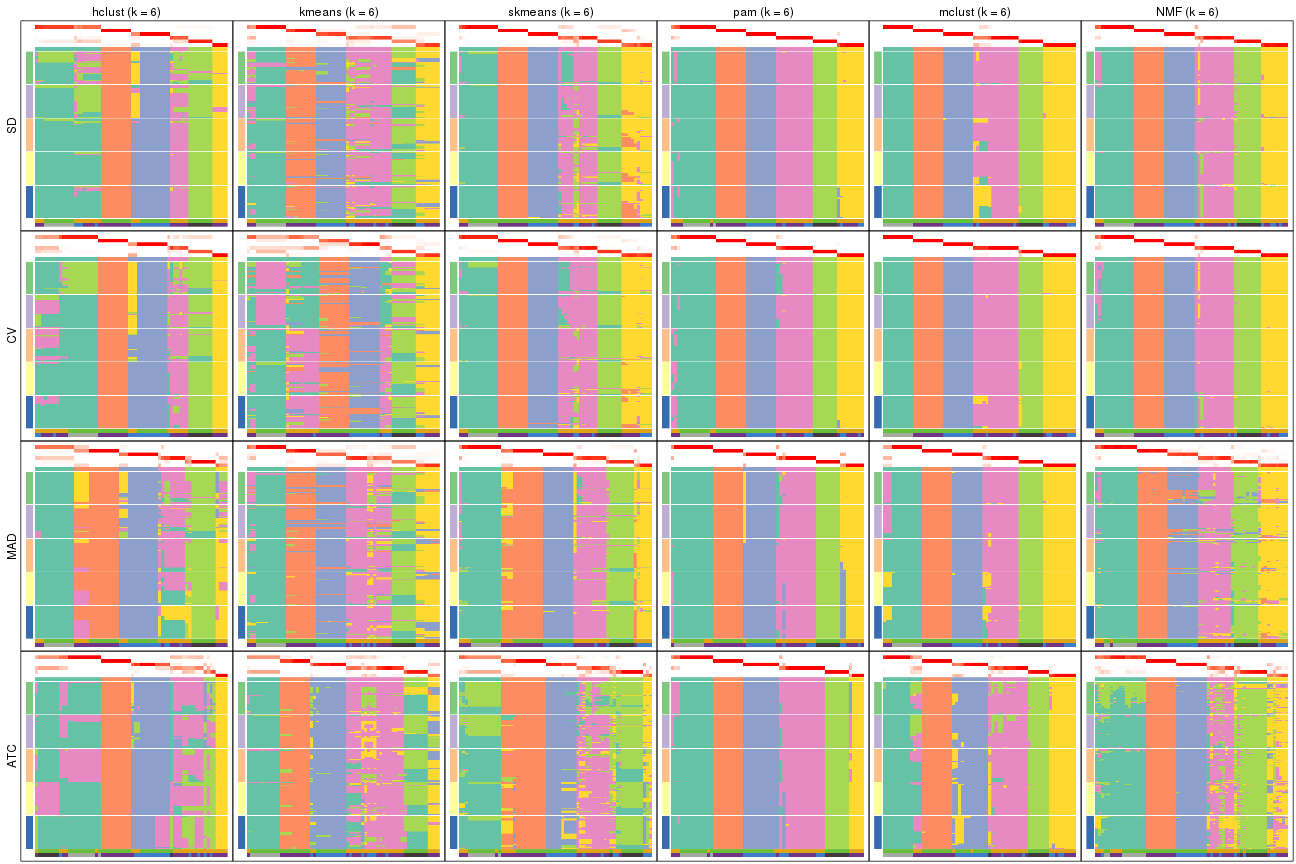 hclust (k = 6) kmeans (k = 6) skmeans (k = 6) pam (k = 6) mclust (k = 6) NMF (k = 6)
SD
CV
MAD
ATC